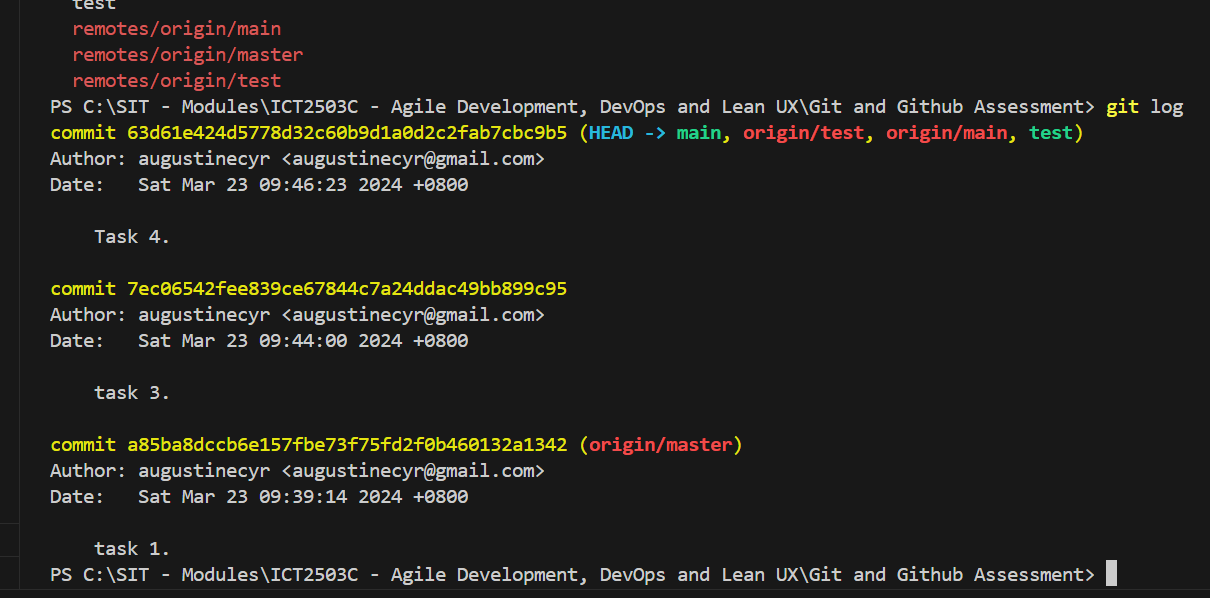 test
remotes/origin/main
remotes/origin/master
remotes/origin/test
PS C:\SIT - Modules\ICT2503C - Agile Development, DevOps and Lean UX\Git and Github Assessment> git log
commit 63d61e424d5778d32c60b9d1a0d2c2fab7cbc9b5 (HEAD -> main, origin/test, origin/main, test)
Author: augustinecyr <augustinecyr@gmail.com>
Date:   Sat Mar 23 09:46:23 2024 +0800
Task 4.
commit 7ec06542fee839ce67844c7a24ddac49bb899c95
Author: augustinecyr <augustinecyr@gmail.com>
Date:   Sat Mar 23 09:44:00 2024 +0800
task 3.
commit a85ba8dccb6e157fbe73f75fd2f0b460132a1342 (origin/master)
Author: augustinecyr <augustinecyr@gmail.com>
Date:   Sat Mar 23 09:39:14 2024 +0800
task 1.
PS C:\SIT - Modules\ICT2503C - Agile Development, DevOps and Lean UX\Git and Github Assessment>